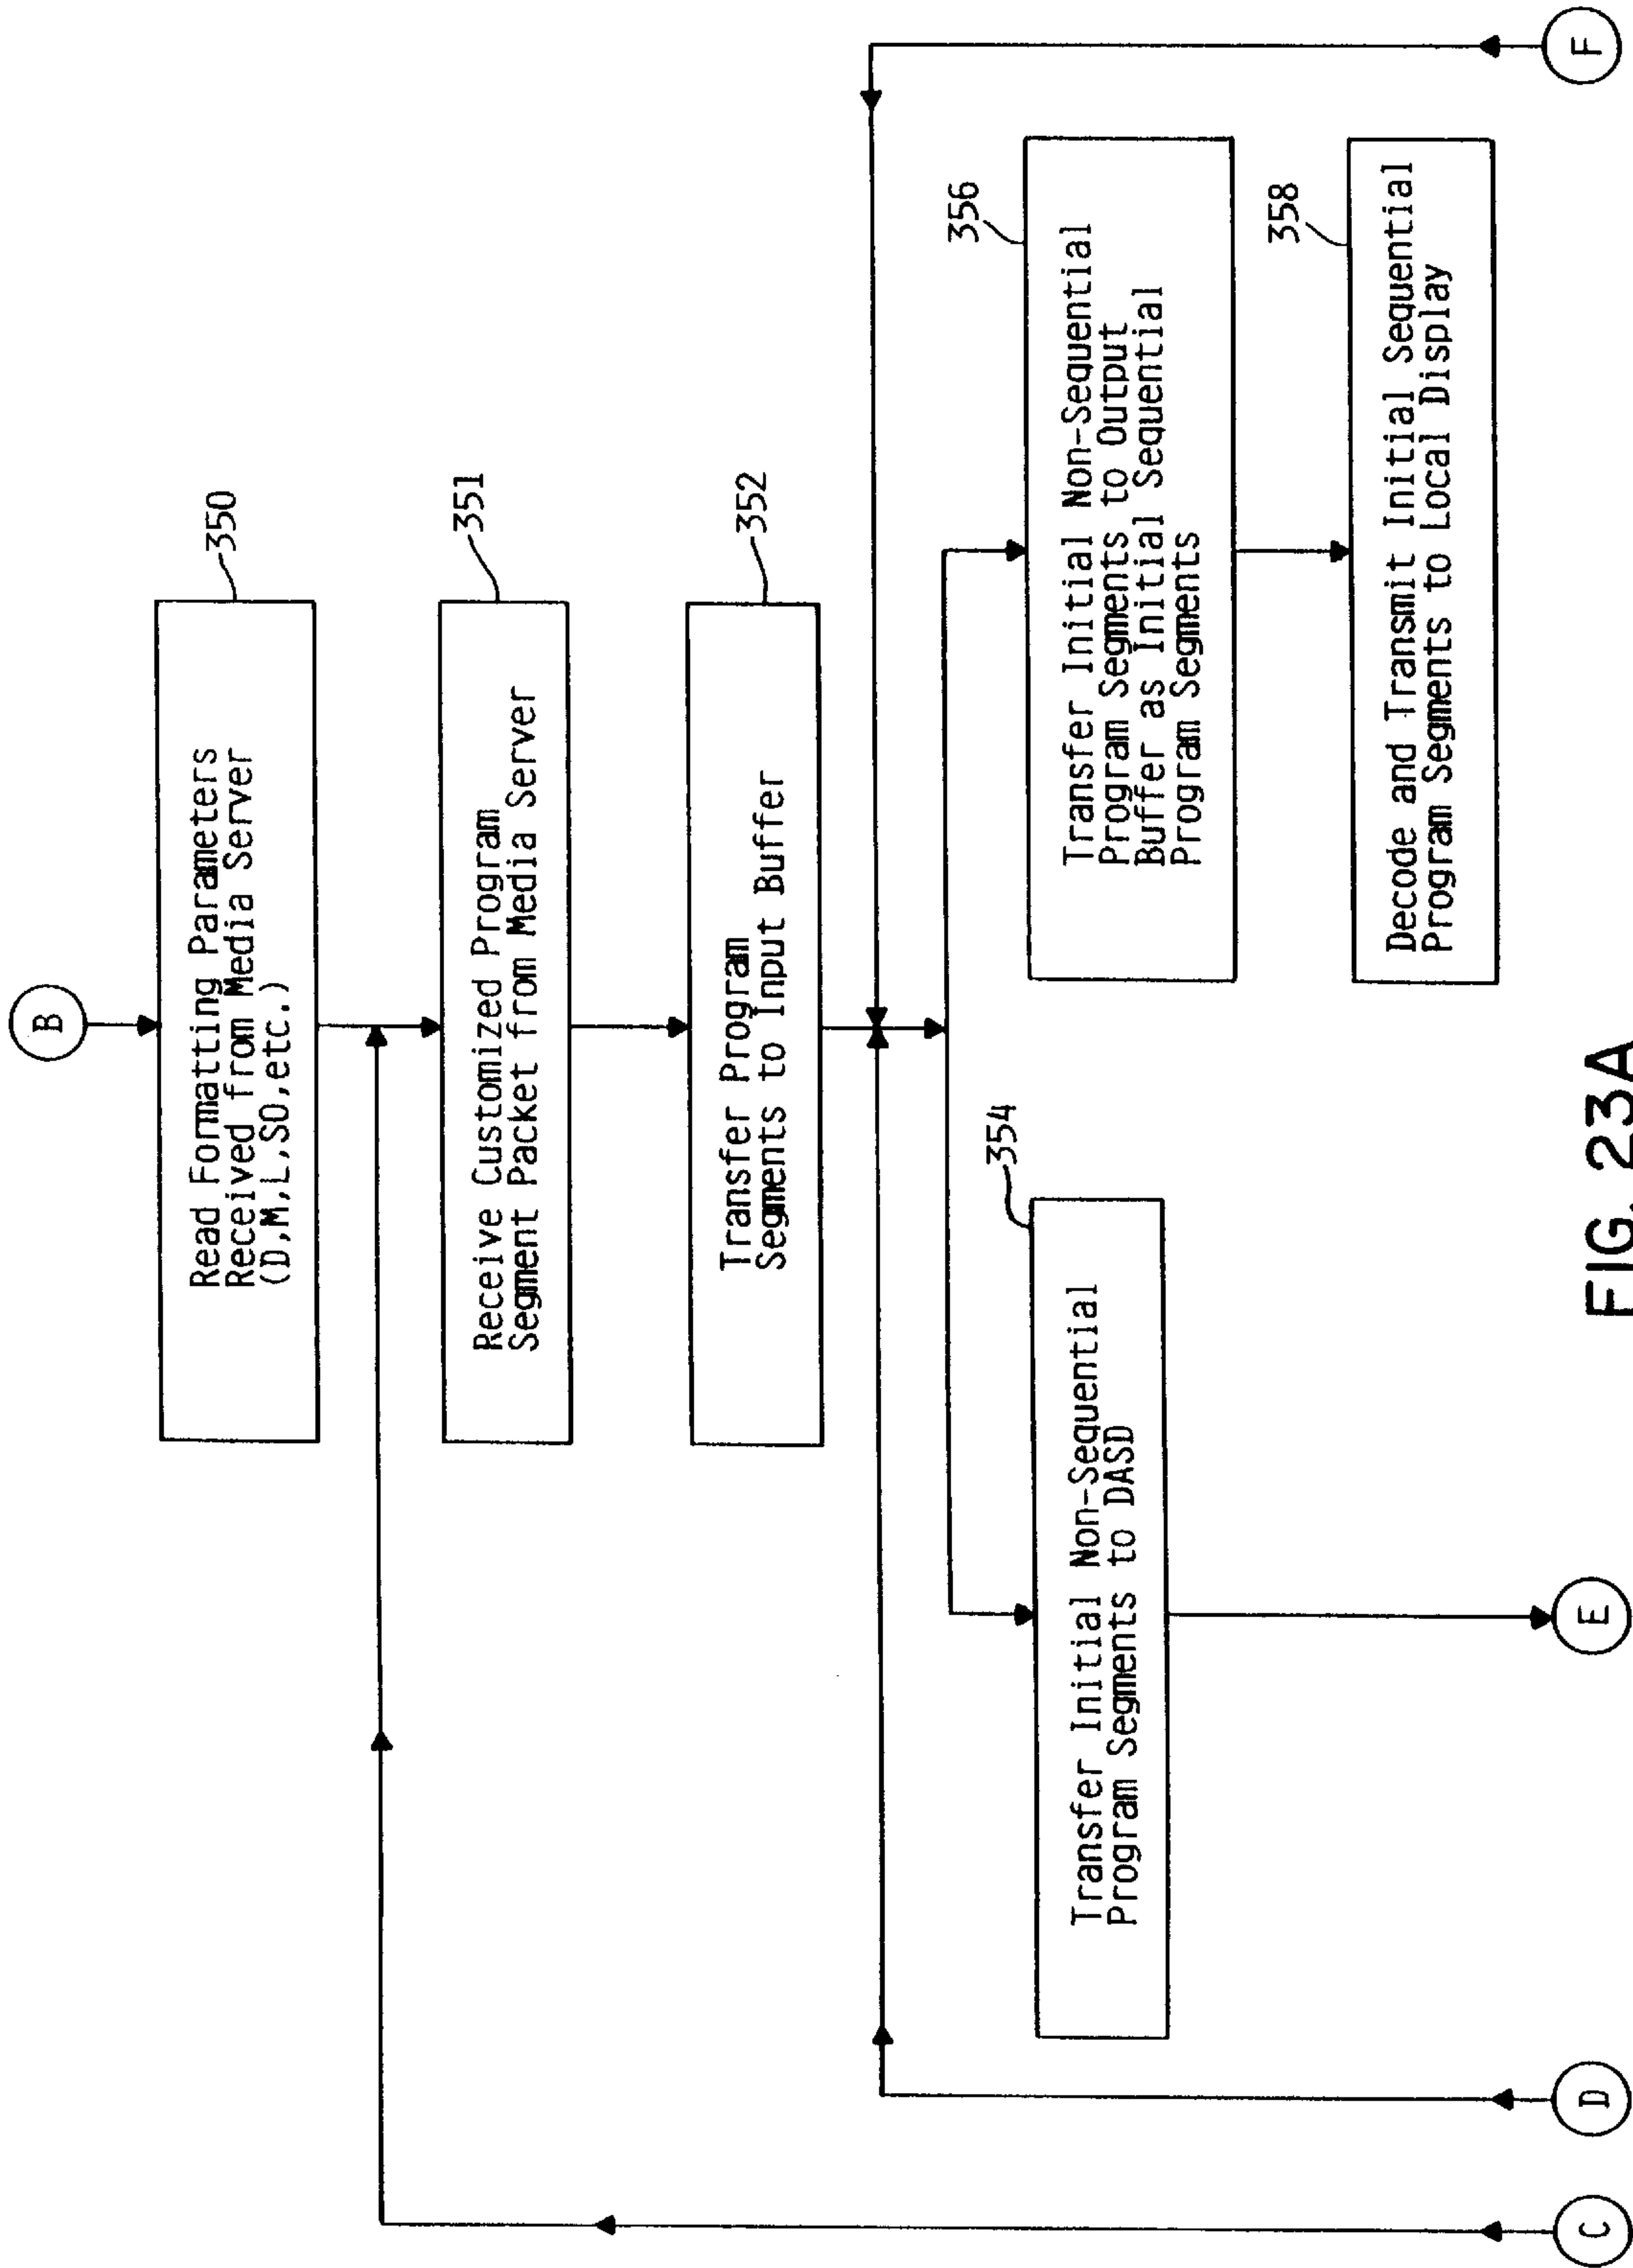 B
350
Read Formatting Parameters
Received from Media Server
(D,M,L,SO,etc.)
351
Receive Customized Program
Segment Packet from Media Server
352
Transfer Program
Segments to Input Buffer
354
Transfer Initial Non-Sequential
Program Segments to DASD
356
Transfer Initial Non-Sequential
Program Segments to Output
Buffer as Initial Sequential
Program Segments
358
Decode and Transmit Initial Sequential
Program Segments to Local Display
C
D
E
F
FIG. 23A